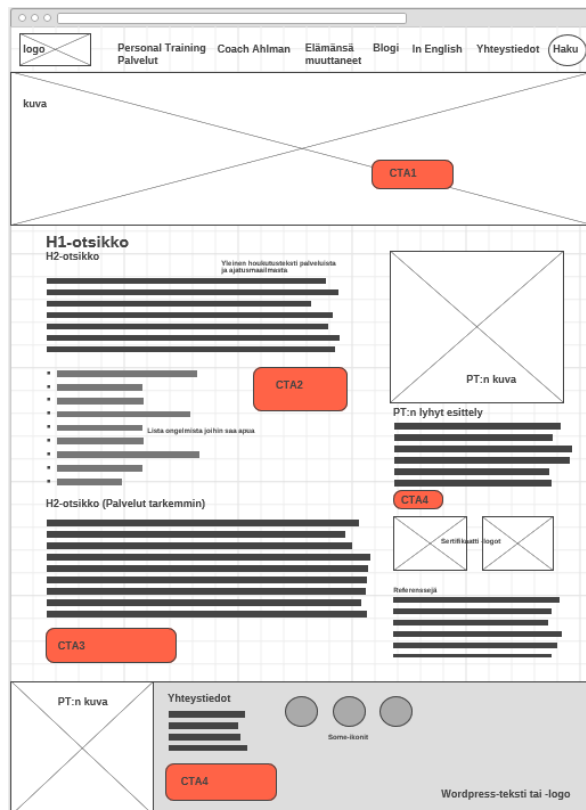 logo
Personal Training
Palvelut
Coach Ahlman
Elämänsä
muuttaneet
Blogi
In English
Yhteystiedot
Haku
kuva
CTA1
H1-otsikko
H2-otsikko
Yleinen houkutusteksti palveluista
ja ajatusmaailmasta
CTA2
Lista ongelmista joihin saa apua
PT:n kuva
PT:n lyhyt esittely
CTA4
Sertifikaatti -logot
H2-otsikko (Palvelut tarkemmin)
CTA3
Referenssejä
PT:n kuva
Yhteystiedot
Some-ikonit
CTA4
Wordpress-teksti tai -logo